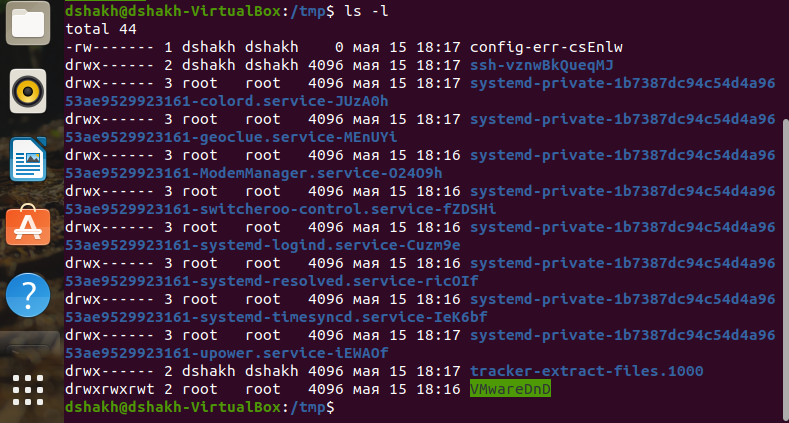 dshakh@dshakh-VirtualBox:/tmp$ ls -l
total 44
-rw------- 1 dshakh dshakh    0 мая 15 18:17 config-err-csEnlw
drwx------ 2 dshakh dshakh 4096 мая 15 18:17 ssh-vznwBkQueqMJ
drwx------ 3 root   root   4096 мая 15 18:17 systemd-private-1b7387dc94c54d4a96
53ae9529923161-colord.service-JUzA0h
drwx------ 3 root   root   4096 мая 15 18:17 systemd-private-1b7387dc94c54d4a96
53ae9529923161-geoclue.service-MEnUYi
drwx------ 3 root   root   4096 мая 15 18:16 systemd-private-1b7387dc94c54d4a96
53ae9529923161-ModemManager.service-O24O9h
drwx------ 3 root   root   4096 мая 15 18:16 systemd-private-1b7387dc94c54d4a96
53ae9529923161-switcheroo-control.service-fZDSHi
drwx------ 3 root   root   4096 мая 15 18:16 systemd-private-1b7387dc94c54d4a96
53ae9529923161-systemd-logind.service-Cuzm9e
drwx------ 3 root   root   4096 мая 15 18:16 systemd-private-1b7387dc94c54d4a96
53ae9529923161-systemd-resolved.service-ricOIf
drwx------ 3 root   root   4096 мая 15 18:16 systemd-private-1b7387dc94c54d4a96
53ae9529923161-systemd-timesyncd.service-IeK6bf
drwx------ 3 root   root   4096 мая 15 18:17 systemd-private-1b7387dc94c54d4a96
53ae9529923161-upower.service-iEWAOf
drwx------ 2 dshakh dshakh 4096 мая 15 18:17 tracker-extract-files.1000
drwxrwxrwt 2 root   root   4096 мая 15 18:16 VMwareDnD
dshakh@dshakh-VirtualBox:/tmp$